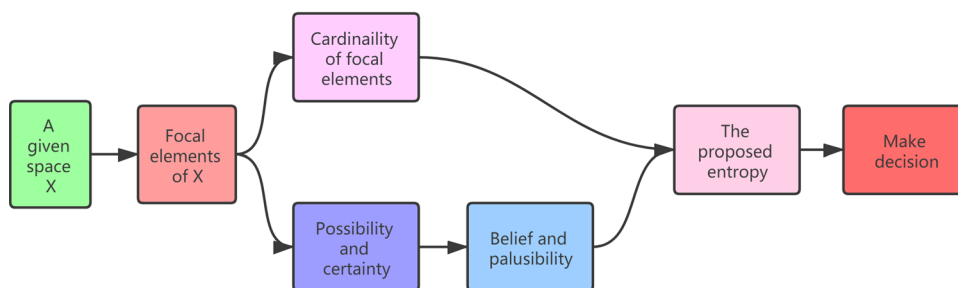 A
given
space
X
Focal
elements
of X
Cardinaility
of focal
elements
Possibility
and
certainty
Belief and
palusibility
The
proposed
entropy
Make
decision